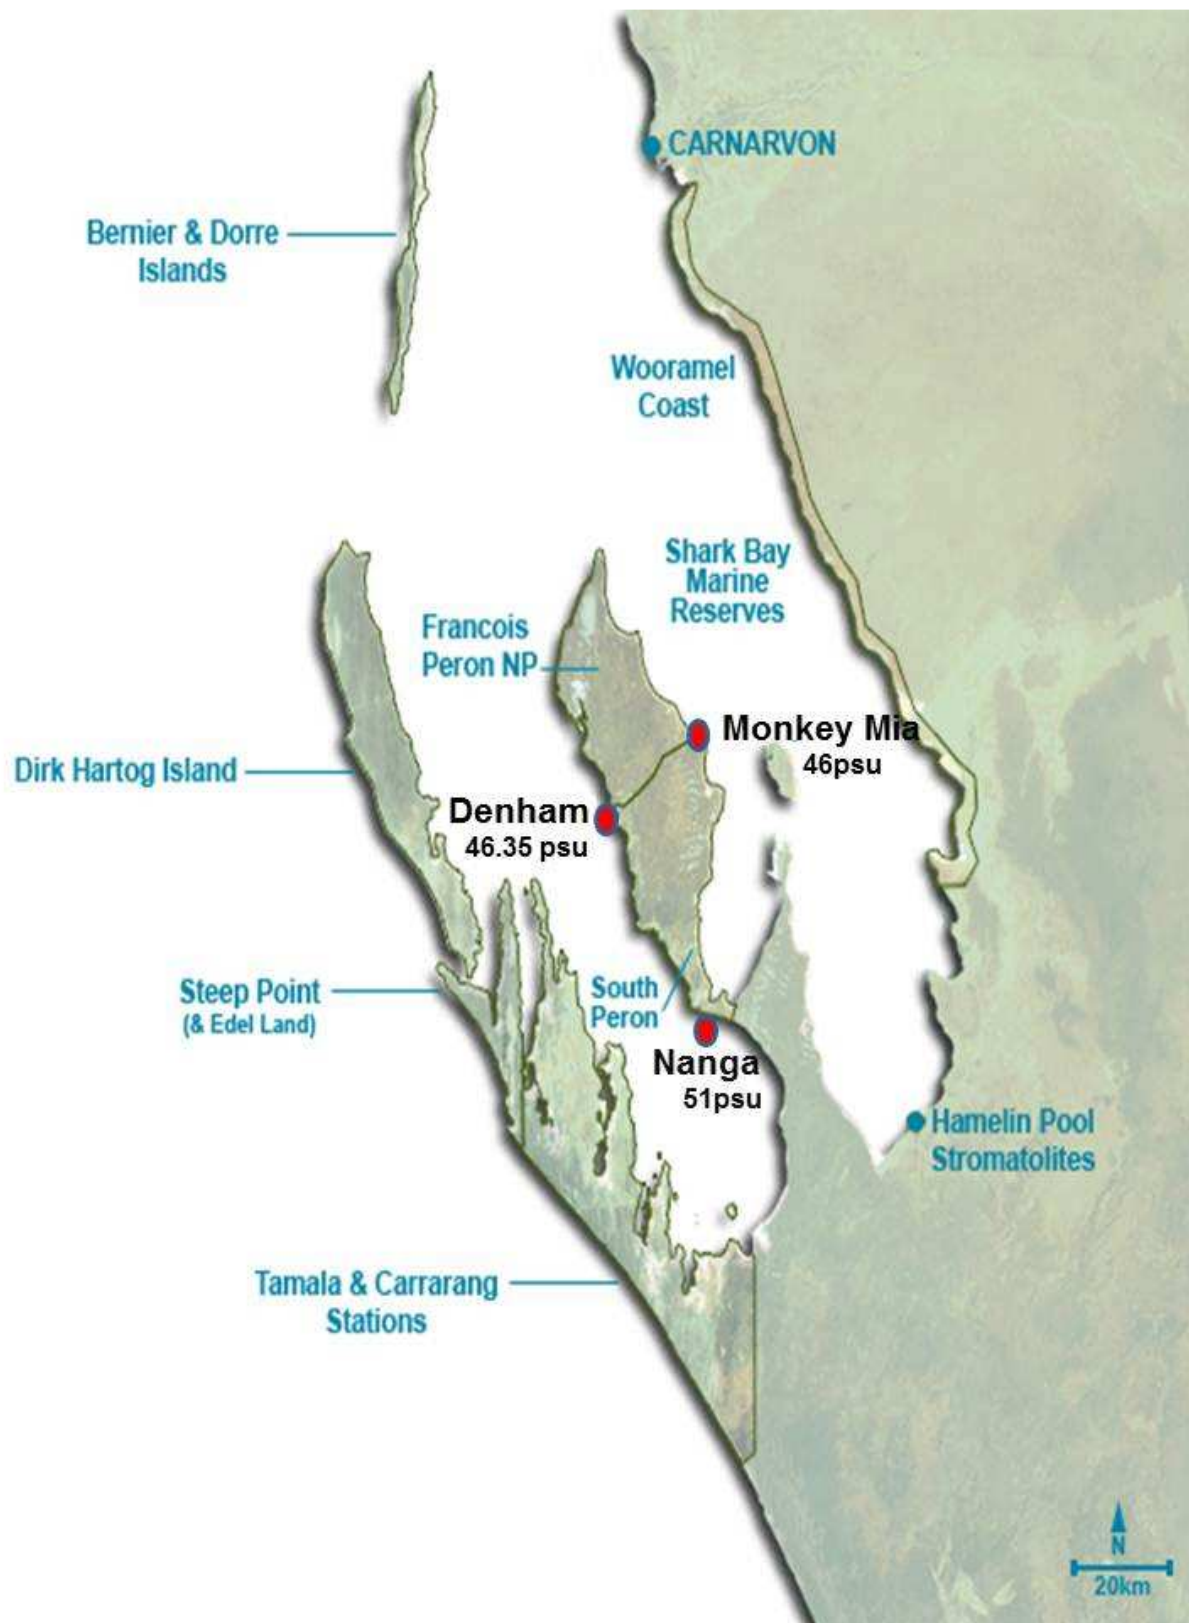 CARNARVON
Bernier & Dorre
Islands
Wooramel
Coast
Shark Bay
Marine
Reserves
Francois
Peron NP
Monkey Mia
46psu
Dirk Hartog Island
Denham
46.35 psu
Steep Point
(& Edel Land)
South
Peron
Nanga
51psu
Hamelin Pool
Stromatolites
Tamala & Carrarang
Stations
N
20km